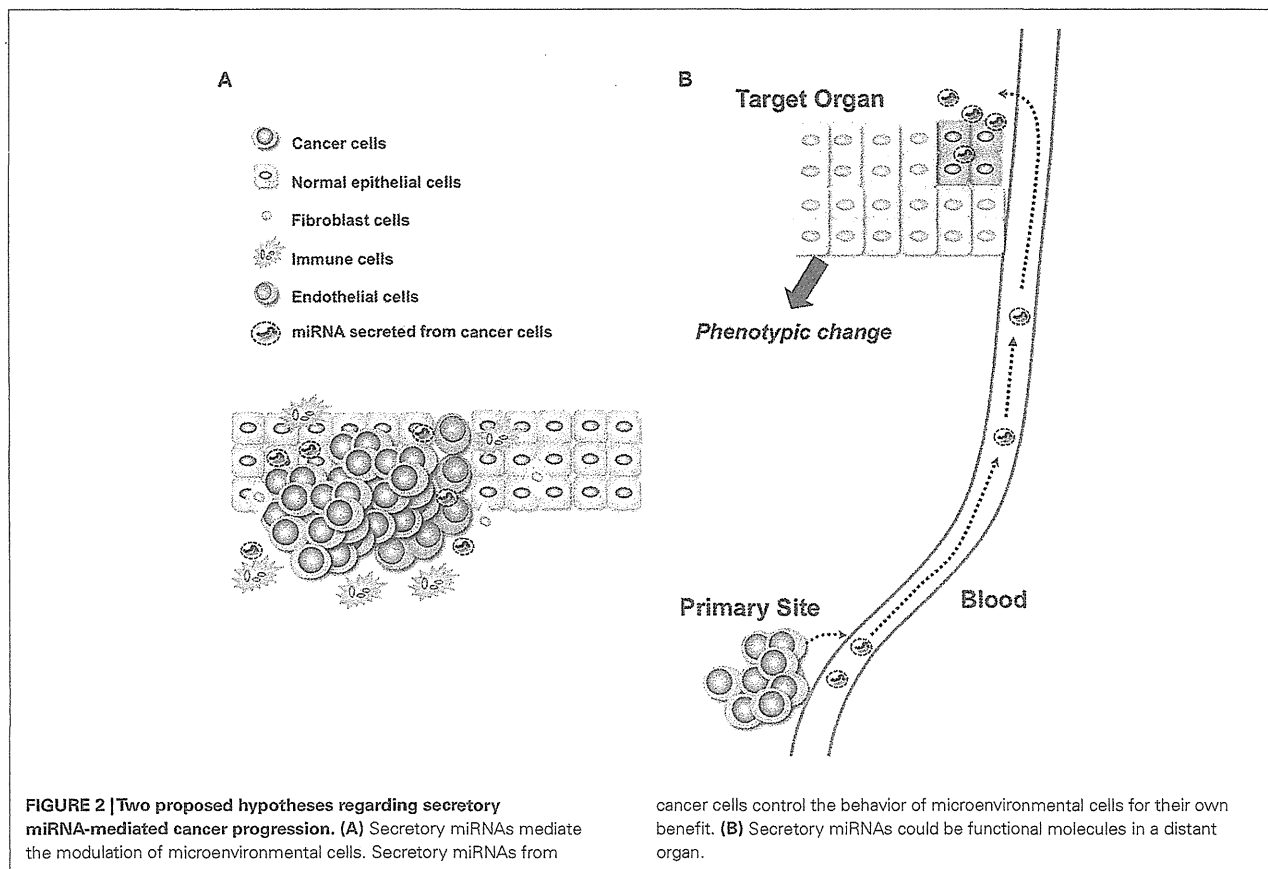 A
Cancer cells
Normal epithelial cells
Fibroblast cells
Immune cells
Endothelial cells
miRNA secreted from cancer cells
B
Target Organ
Phenotypic change
Primary Site
Blood
FIGURE 2 | Two proposed hypotheses regarding secretory
miRNA-mediated cancer progression. (A) Secretory miRNAs mediate
the modulation of microenvironmental cells. Secretory miRNAs from
cancer cells control the behavior of microenvironmental cells for their own
benefit. (B) Secretory miRNAs could be functional molecules in a distant
organ.